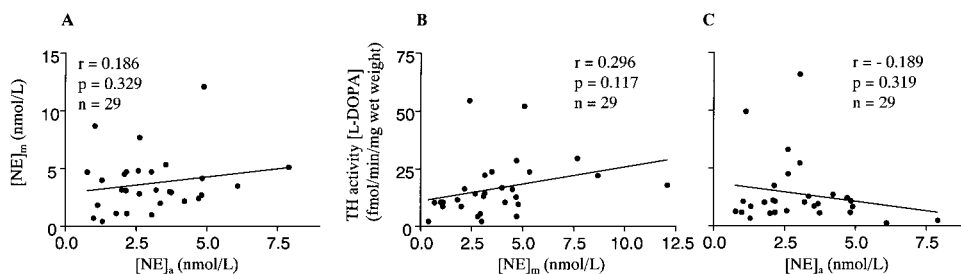 A
B
C
r = 0.186
p = 0.329
n = 29
[NE]m (nmol/L)
15
10
5
0
0.0
2.5
5.0
7.5
[NE]a (nmol/L)
r = 0.296
p = 0.117
n = 29
TH activity [L-DOPA]
(fmol/min/mg wet weight)
75
50
25
0
0.0
2.5
5.0
7.5
10.0
12.5
[NE]m (nmol/L)
r = - 0.189
p = 0.319
n = 29
0.0
2.5
5.0
7.5
[NE]a (nmol/L)